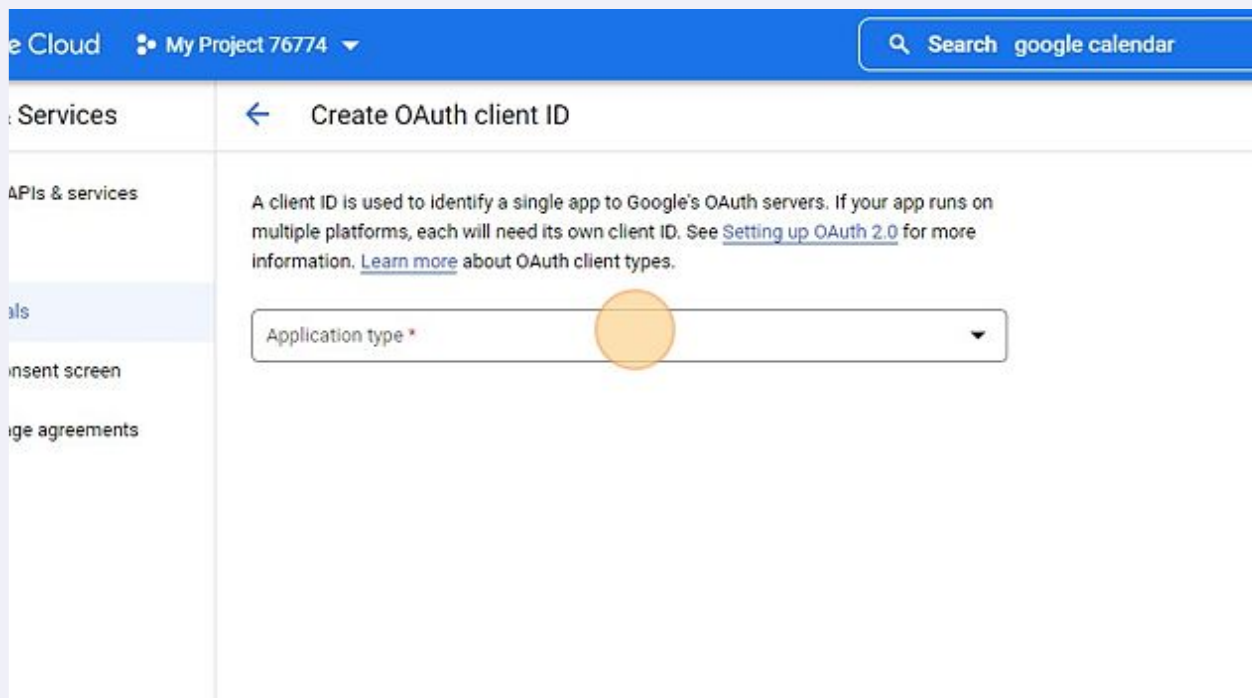 Cloud My Project 76774 Search google calendar
Services Create OAuth client ID
APIs & services
A client ID is used to identify a single app to Google's OAuth servers. If your app runs on
multiple platforms, each will need its own client ID. See Setting up OAuth 2.0 for more
information. Learn more about OAuth client types.
Application type *
screen
agreements